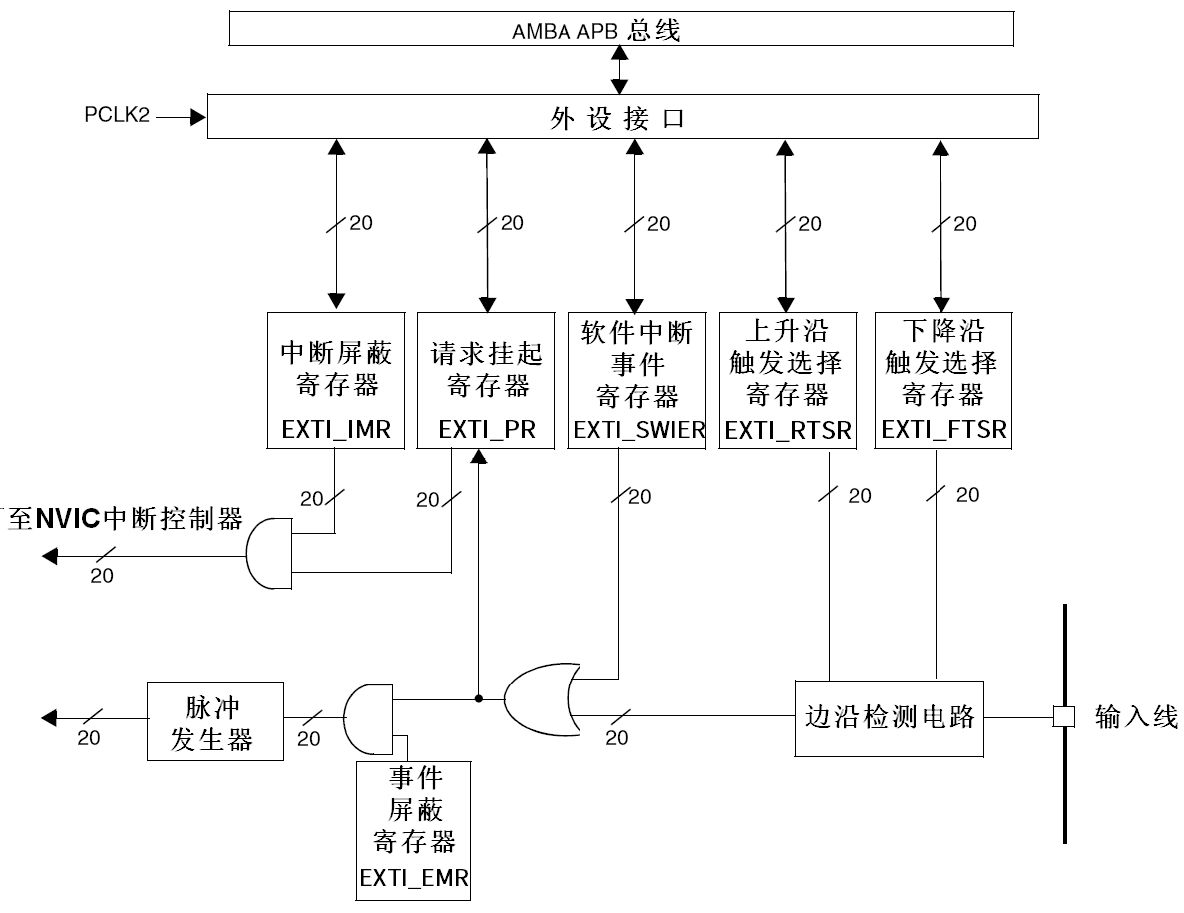 AMBA APB 总线
PCLK2
外设接口
20
20
20
20
20
中断屏蔽
寄存器
EXTI_IMR
请求挂起
寄存器
EXTI_PR
软件中断
事件
寄存器
EXTI_SWIER
上升沿
触发选择
寄存器
EXTI_RTSR
下降沿
触发选择
寄存器
EXTI_FTSR
20
20
20
20
20
至NVIC中断控制器
20
脉冲
发生器
边沿检测电路
输入线
20
20
20
事件
屏蔽
寄存器
EXTI_EMR